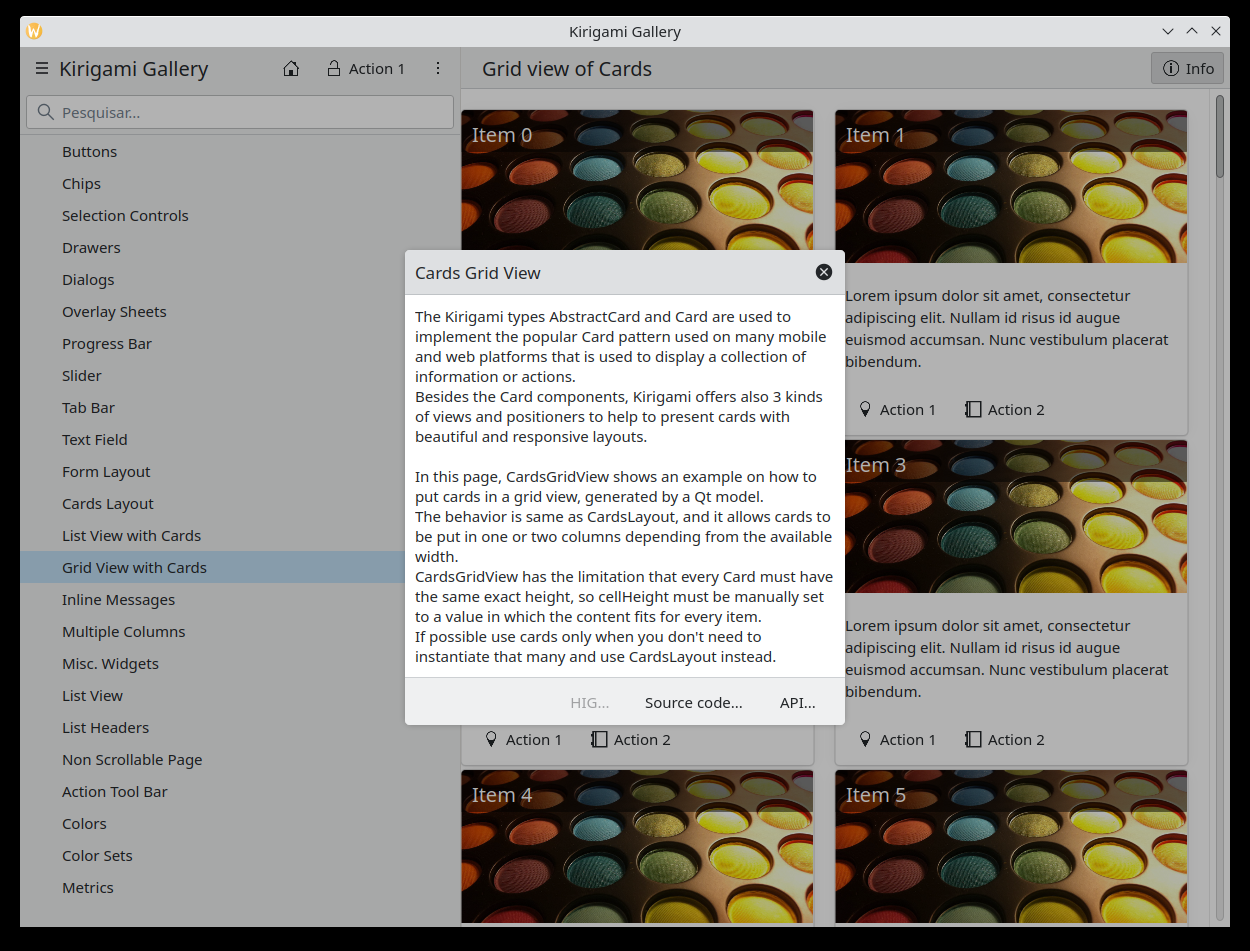 Kirigami Gallery
Kirigami Gallery
Action 1
Grid view of Cards
Info
Pesquisar...
Buttons
Chips
Selection Controls
Drawers
Dialogs
Overlay Sheets
Progress Bar
Slider
Tab Bar
Text Field
Form Layout
Cards Layout
List View with Cards
Grid View with Cards
Inline Messages
Multiple Columns
Misc. Widgets
List View
List Headers
Non Scrollable Page
Action Tool Bar
Colors
Color Sets
Metrics
Item 0
Item 1
Lorem ipsum dolor sit amet, consectetur
adipiscing elit. Nullam id risus id augue
euismod accumsan. Nunc vestibulum placerat
bibendum.
Action 1
Action 2
Cards Grid View
The Kirigami types AbstractCard and Card are used to
implement the popular Card pattern used on many mobile
and web platforms that is used to display a collection of
information or actions.
Besides the Card components, Kirigami offers also 3 kinds
of views and positioners to help to present cards with
beautiful and responsive layouts.
In this page, CardsGridView shows an example on how to
put cards in a grid view, generated by a Qt model.
The behavior is same as CardsLayout, and it allows cards to
be put in one or two columns depending from the available
width.
CardsGridView has the limitation that every Card must have
the same exact height, so cellHeight must be manually set
to a value in which the content fits for every item.
If possible use cards only when you don't need to
instantiate that many and use CardsLayout instead.
HIG...
Source code...
API...
Item 3
Lorem ipsum dolor sit amet, consectetur
adipiscing elit. Nullam id risus id augue
euismod accumsan. Nunc vestibulum placerat
bibendum.
Action 1
Action 2
Action 1
Action 2
Item 4
Item 5